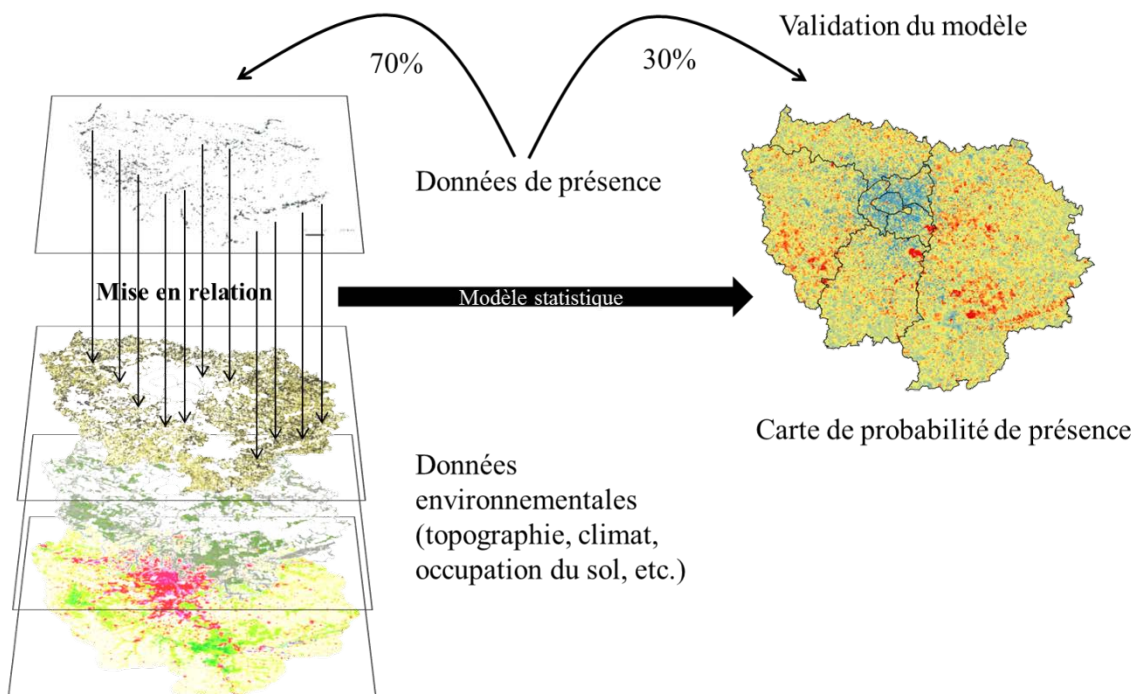 Validation du modèle
70%
30%
Données de présence
Mise en relation
Modèle statistique
Carte de probabilité de présence
Données
environnementales
(topographie, climat,
occupation du sol, etc.)